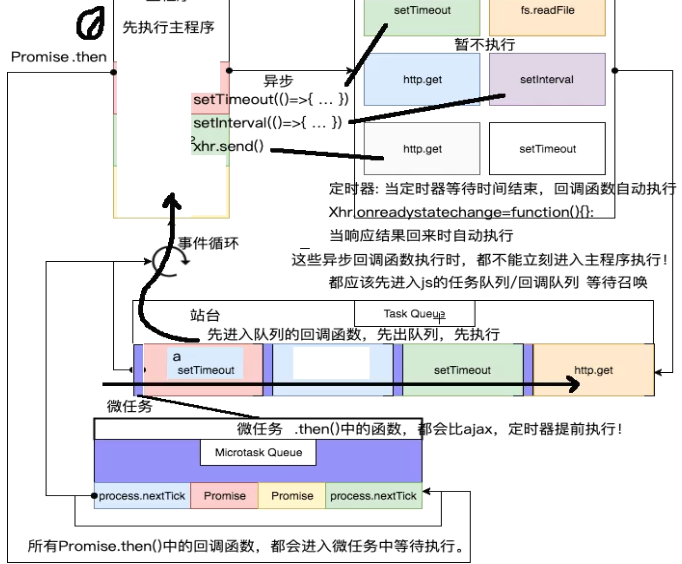 先执行主程序
Promise.then
setTimeout
fs.readFile
暂不执行
异步
http.get
setInterval
setTimeout(()=>{ ... })
setInterval(()=>{ ... })
xhr.send()
http.get
setTimeout
定时器: 当定时器等待时间结束，回调函数自动执行
Xhr.onreadystatechange=function(){};
当响应结果回来时自动执行
事件循环
这些异步回调函数执行时，都不能立刻进入主程序执行！
都应该先进入js的任务队列/回调队列 等待召唤
站台
Task Queue
先进入队列的回调函数，先出队列，先执行
a
setTimeout
setTimeout
http.get
微任务
微任务 .then()中的函数，都会比ajax，定时器提前执行！
Microtask Queue
process.nextTick
Promise
Promise
process.nextTick
所有Promise.then()中的回调函数，都会进入微任务中等待执行。